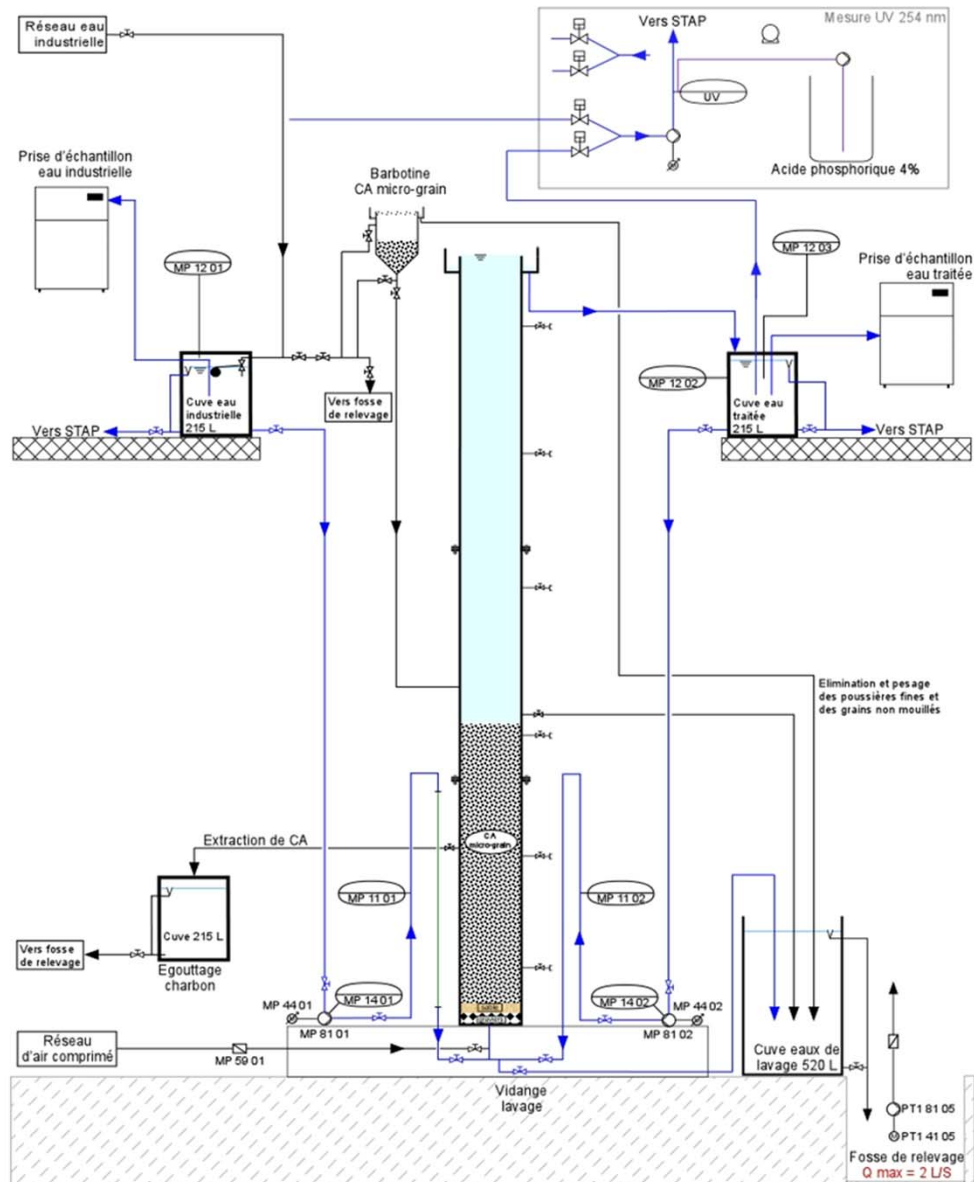 Réseau eau
industrielle
Vers STAP
Mesure UV 254 nm
UV
Acide phosphorique 4%
Prise d'échantillon
eau industrielle
Barbotine
CA micro-grain
MP 12 01
MP 12 03
Prise d'échantillon
eau traitée
MP 12 02
Cuve eau
industrielle
215 L
Vers fosse
de relevage
Cuve eau
traitée
215 L
Vers STAP
Vers STAP
Elimination et pesage
des poussières fines et
des grains non mouillés
Extraction de CA
CA
micro-grain
MP 11 01
MP 11 02
Cuve 215 L
Vers fosse
de relevage
Egouttage
charbon
MP 44 01
MP 14 01
MP 81 01
MP 14 02
MP 44 02
MP 81 02
Réseau
d'air comprimé
MP 59 01
Cuve eaux de
lavage 520 L
Vidange
lavage
PT1 81 05
M
PT1 41 05
Fosse de relevage
Q max = 2 L/S